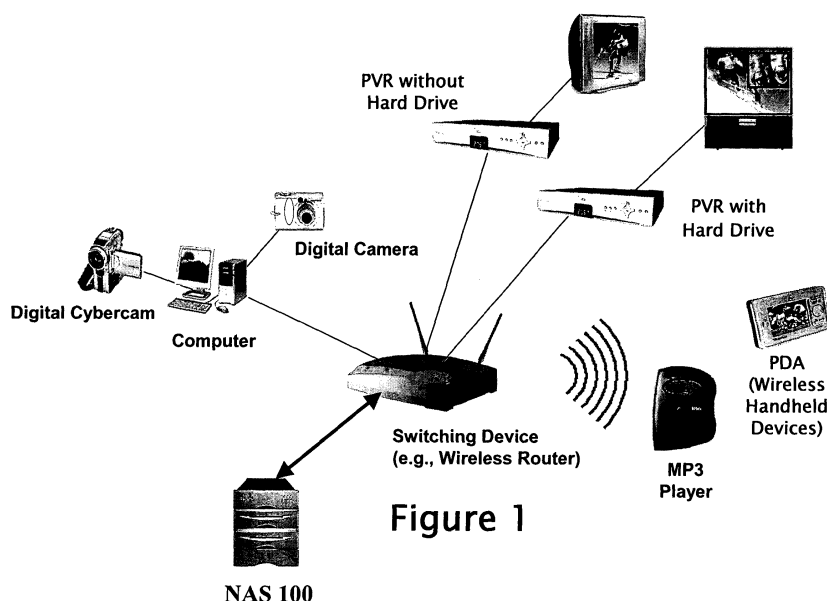 PVR without
Hard Drive
PVR with
Hard Drive
Digital Camera
Digital Cybercam
Computer
PDA
(Wireless
Handheld
Devices)
Switching Device
(e.g., Wireless Router)
MP3
Player
Figure 1
NAS 100